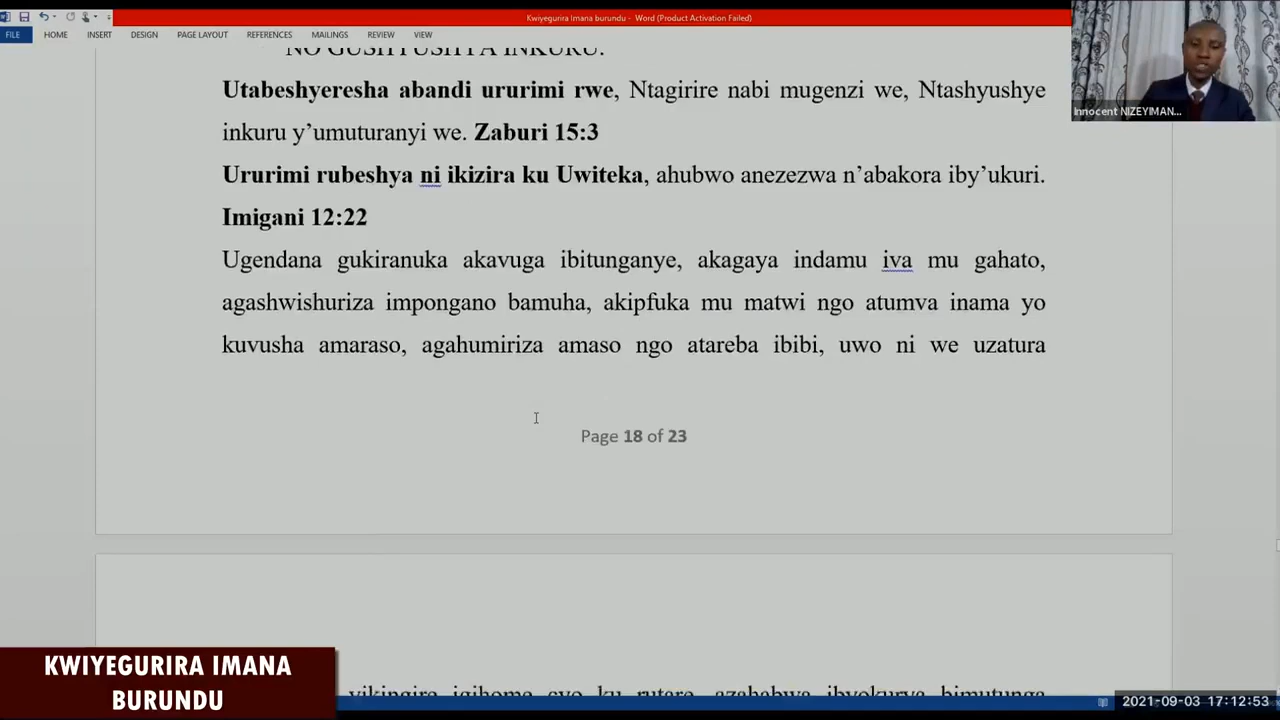 Kwiyegurira Imana burundu - Word (Product Activation Failed)
FILE HOME INSERT DESIGN PAGE LAYOUT REFERENCES MAILINGS REVIEW VIEW
INKURU.
Utabeshyeresha abandi ururimi rwe, Ntagirire nabi mugenzi we, Ntashyushye
inkuru y’umuturanyi we. Zaburi 15:3
Ururimi rubeshya ni ikizira ku Uwiteka, ahubwo anezezwa n’abakora iby’ukuri.
Imigani 12:22
Ugendana gukiranuka akavuga ibitunganye, akagaya indamu iva mu gahato,
agashwishuriza impongano bamuha, akipfuka mu matwi ngo atumva inama yo
kuvusha amaraso, agahumiriza amaso ngo atareba ibibi, uwo ni we uzatura
Page 18 of 23
Innocent NIZEYIMAN...
KWIYEGURIRA IMANA
BURUNDU
2021-09-03 17:12:53